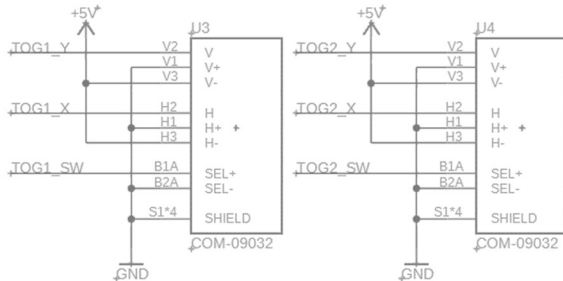 +5V
U3
TOG1_Y
V2
V
V1
V+
V3
V-
TOG1_X
H2
H
H1
H+
H3
H-
TOG1_SW
B1A
SEL+
B2A
SEL-
S1*4
SHIELD
COM-09032
GND
+5V
U4
TOG2_Y
V2
V
V1
V+
V3
V-
TOG2_X
H2
H
H1
H+
H3
H-
TOG2_SW
B1A
SEL+
B2A
SEL-
S1*4
SHIELD
COM-09032
GND